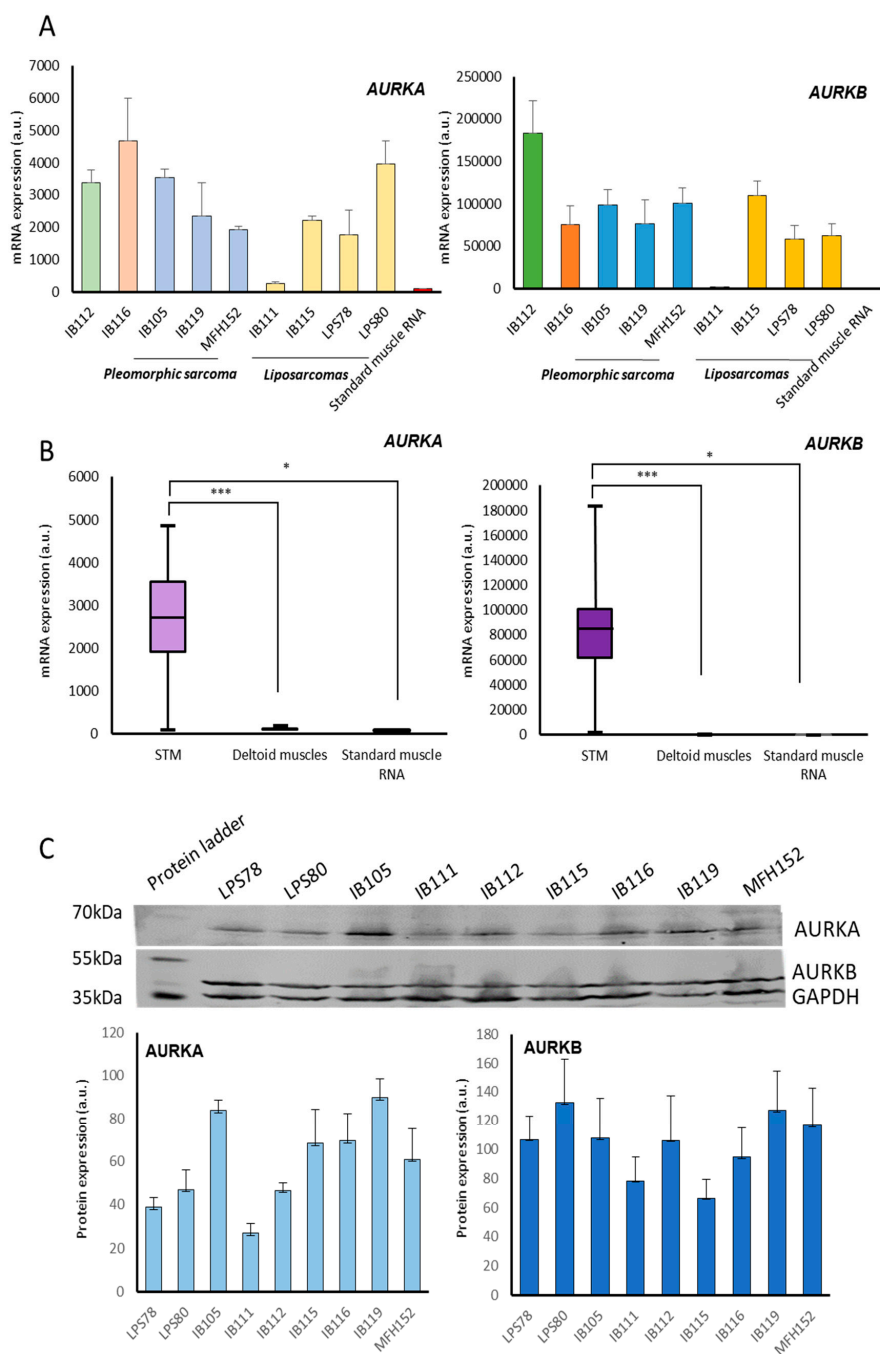 A
AURKA
mRNA expression (a.u.)
7000
6000
5000
4000
3000
2000
1000
0
IB112
IB116
IB105
IB119
MFH152
IB111
IB115
LPS78
LPS80
Standard muscle RNA
Pleomorphic sarcoma
Liposarcomas
AURKB
mRNA expression (a.u.)
250000
200000
150000
100000
50000
0
IB112
IB116
IB105
IB119
MFH152
IB111
IB115
LPS78
LPS80
Standard muscle RNA
Pleomorphic sarcoma
Liposarcomas
B
AURKA
mRNA expression (a.u.)
6000
5000
4000
3000
2000
1000
0
*
***
STM
Deltoid muscles
Standard muscle
RNA
AURKB
mRNA expression (a.u.)
200000
180000
160000
140000
120000
100000
80000
60000
40000
20000
0
*
***
STM
Deltoid muscles
Standard muscle
RNA
C
Protein ladder
LPS78
LPS80
IB105
IB111
IB112
IB115
IB116
IB119
MFH152
70kDa
55kDa
35kDa
AURKA
AURKB
GAPDH
AURKA
Protein expression (a.u.)
120
100
80
60
40
20
0
LPS78
LPS80
IB105
IB111
IB112
IB115
IB116
IB119
MFH152
AURKB
Protein expression (a.u.)
180
160
140
120
100
80
60
40
20
0
LPS78
LPS80
IB105
IB111
IB112
IB115
IB116
IB119
MFH152